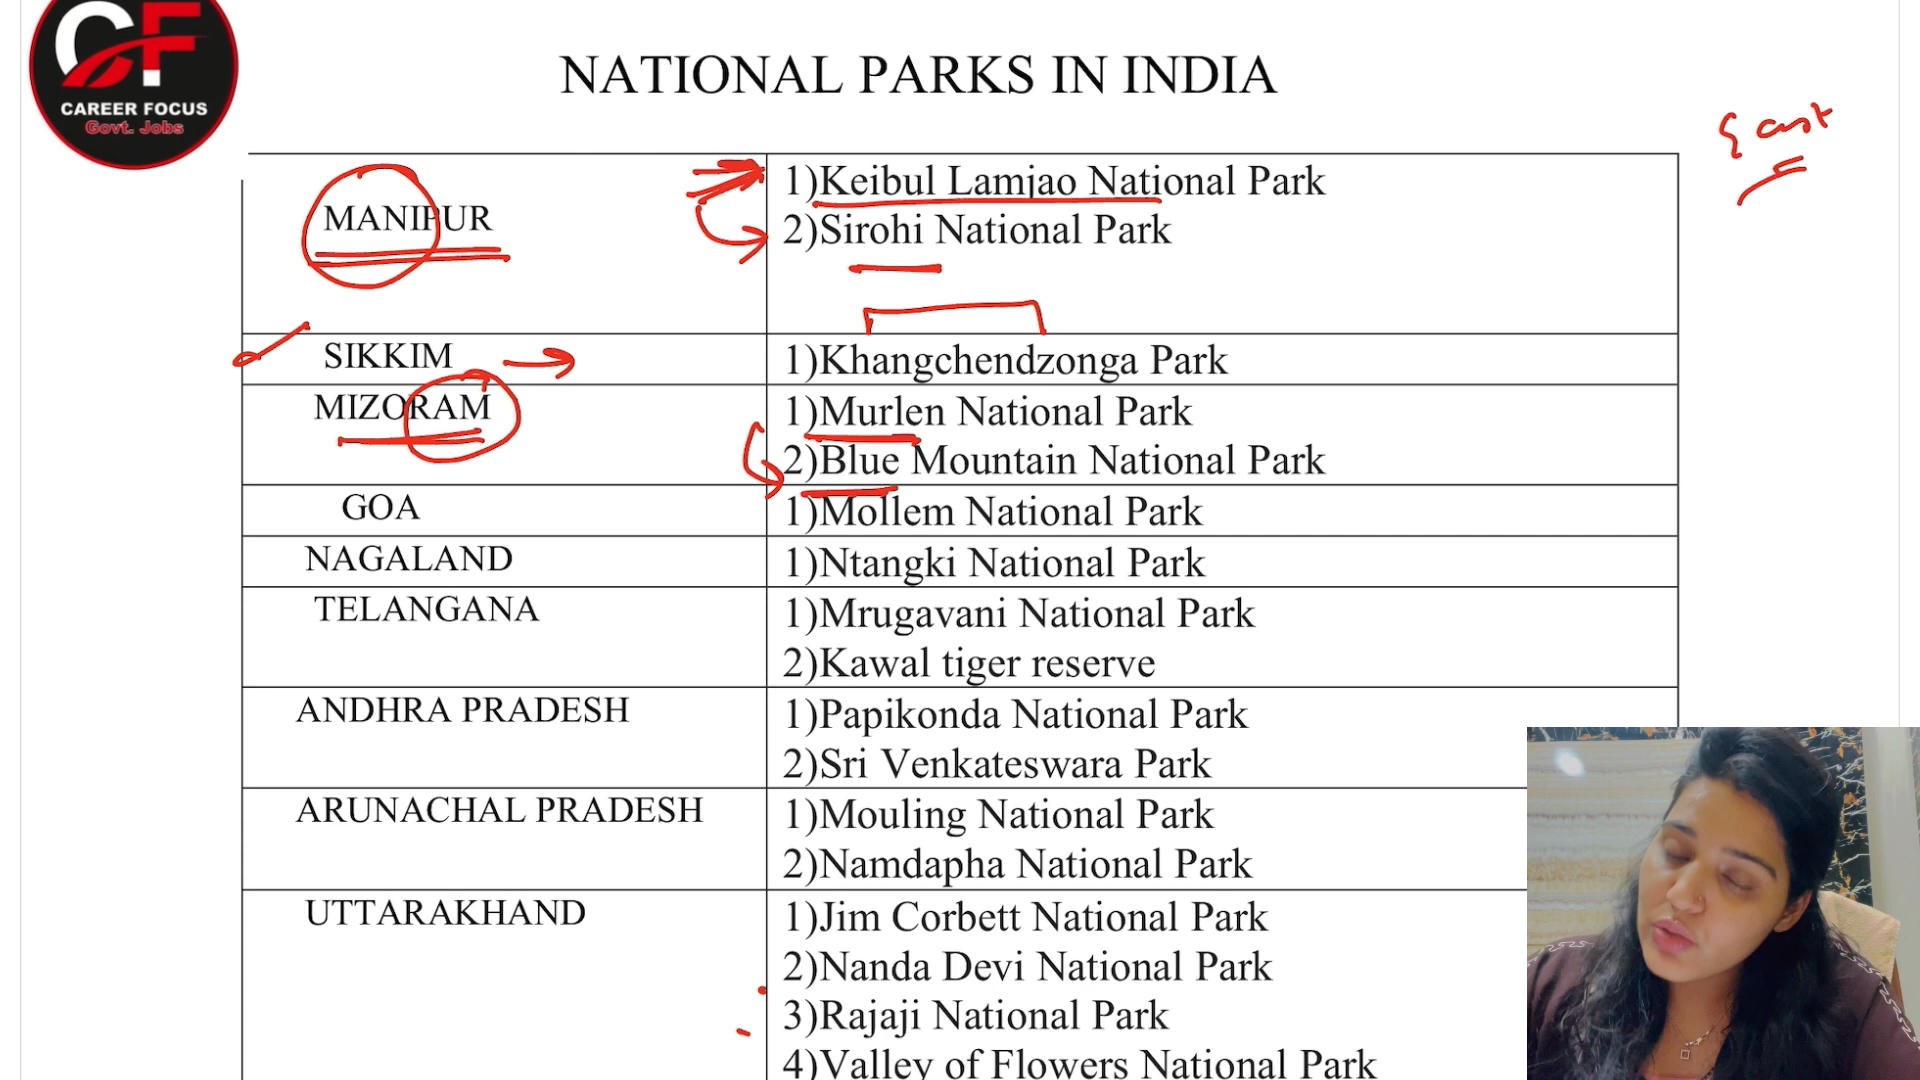 CF
CAREER FOCUS
Govt. Jobs
NATIONAL PARKS IN INDIA
East
MANIPUR
1)Keibul Lamjao National Park
2)Sirohi National Park
SIKKIM
1)Khangchendzonga Park
MIZORAM
1)Murlen National Park
2)Blue Mountain National Park
GOA
1)Mollem National Park
NAGALAND
1)Ntangki National Park
TELANGANA
1)Mrugavani National Park
2)Kawal tiger reserve
ANDHRA PRADESH
1)Papikonda National Park
2)Sri Venkateswara Park
ARUNACHAL PRADESH
1)Mouling National Park
2)Namdapha National Park
UTTARAKHAND
1)Jim Corbett National Park
2)Nanda Devi National Park
3)Rajaji National Park
4)Valley of Flowers National Park